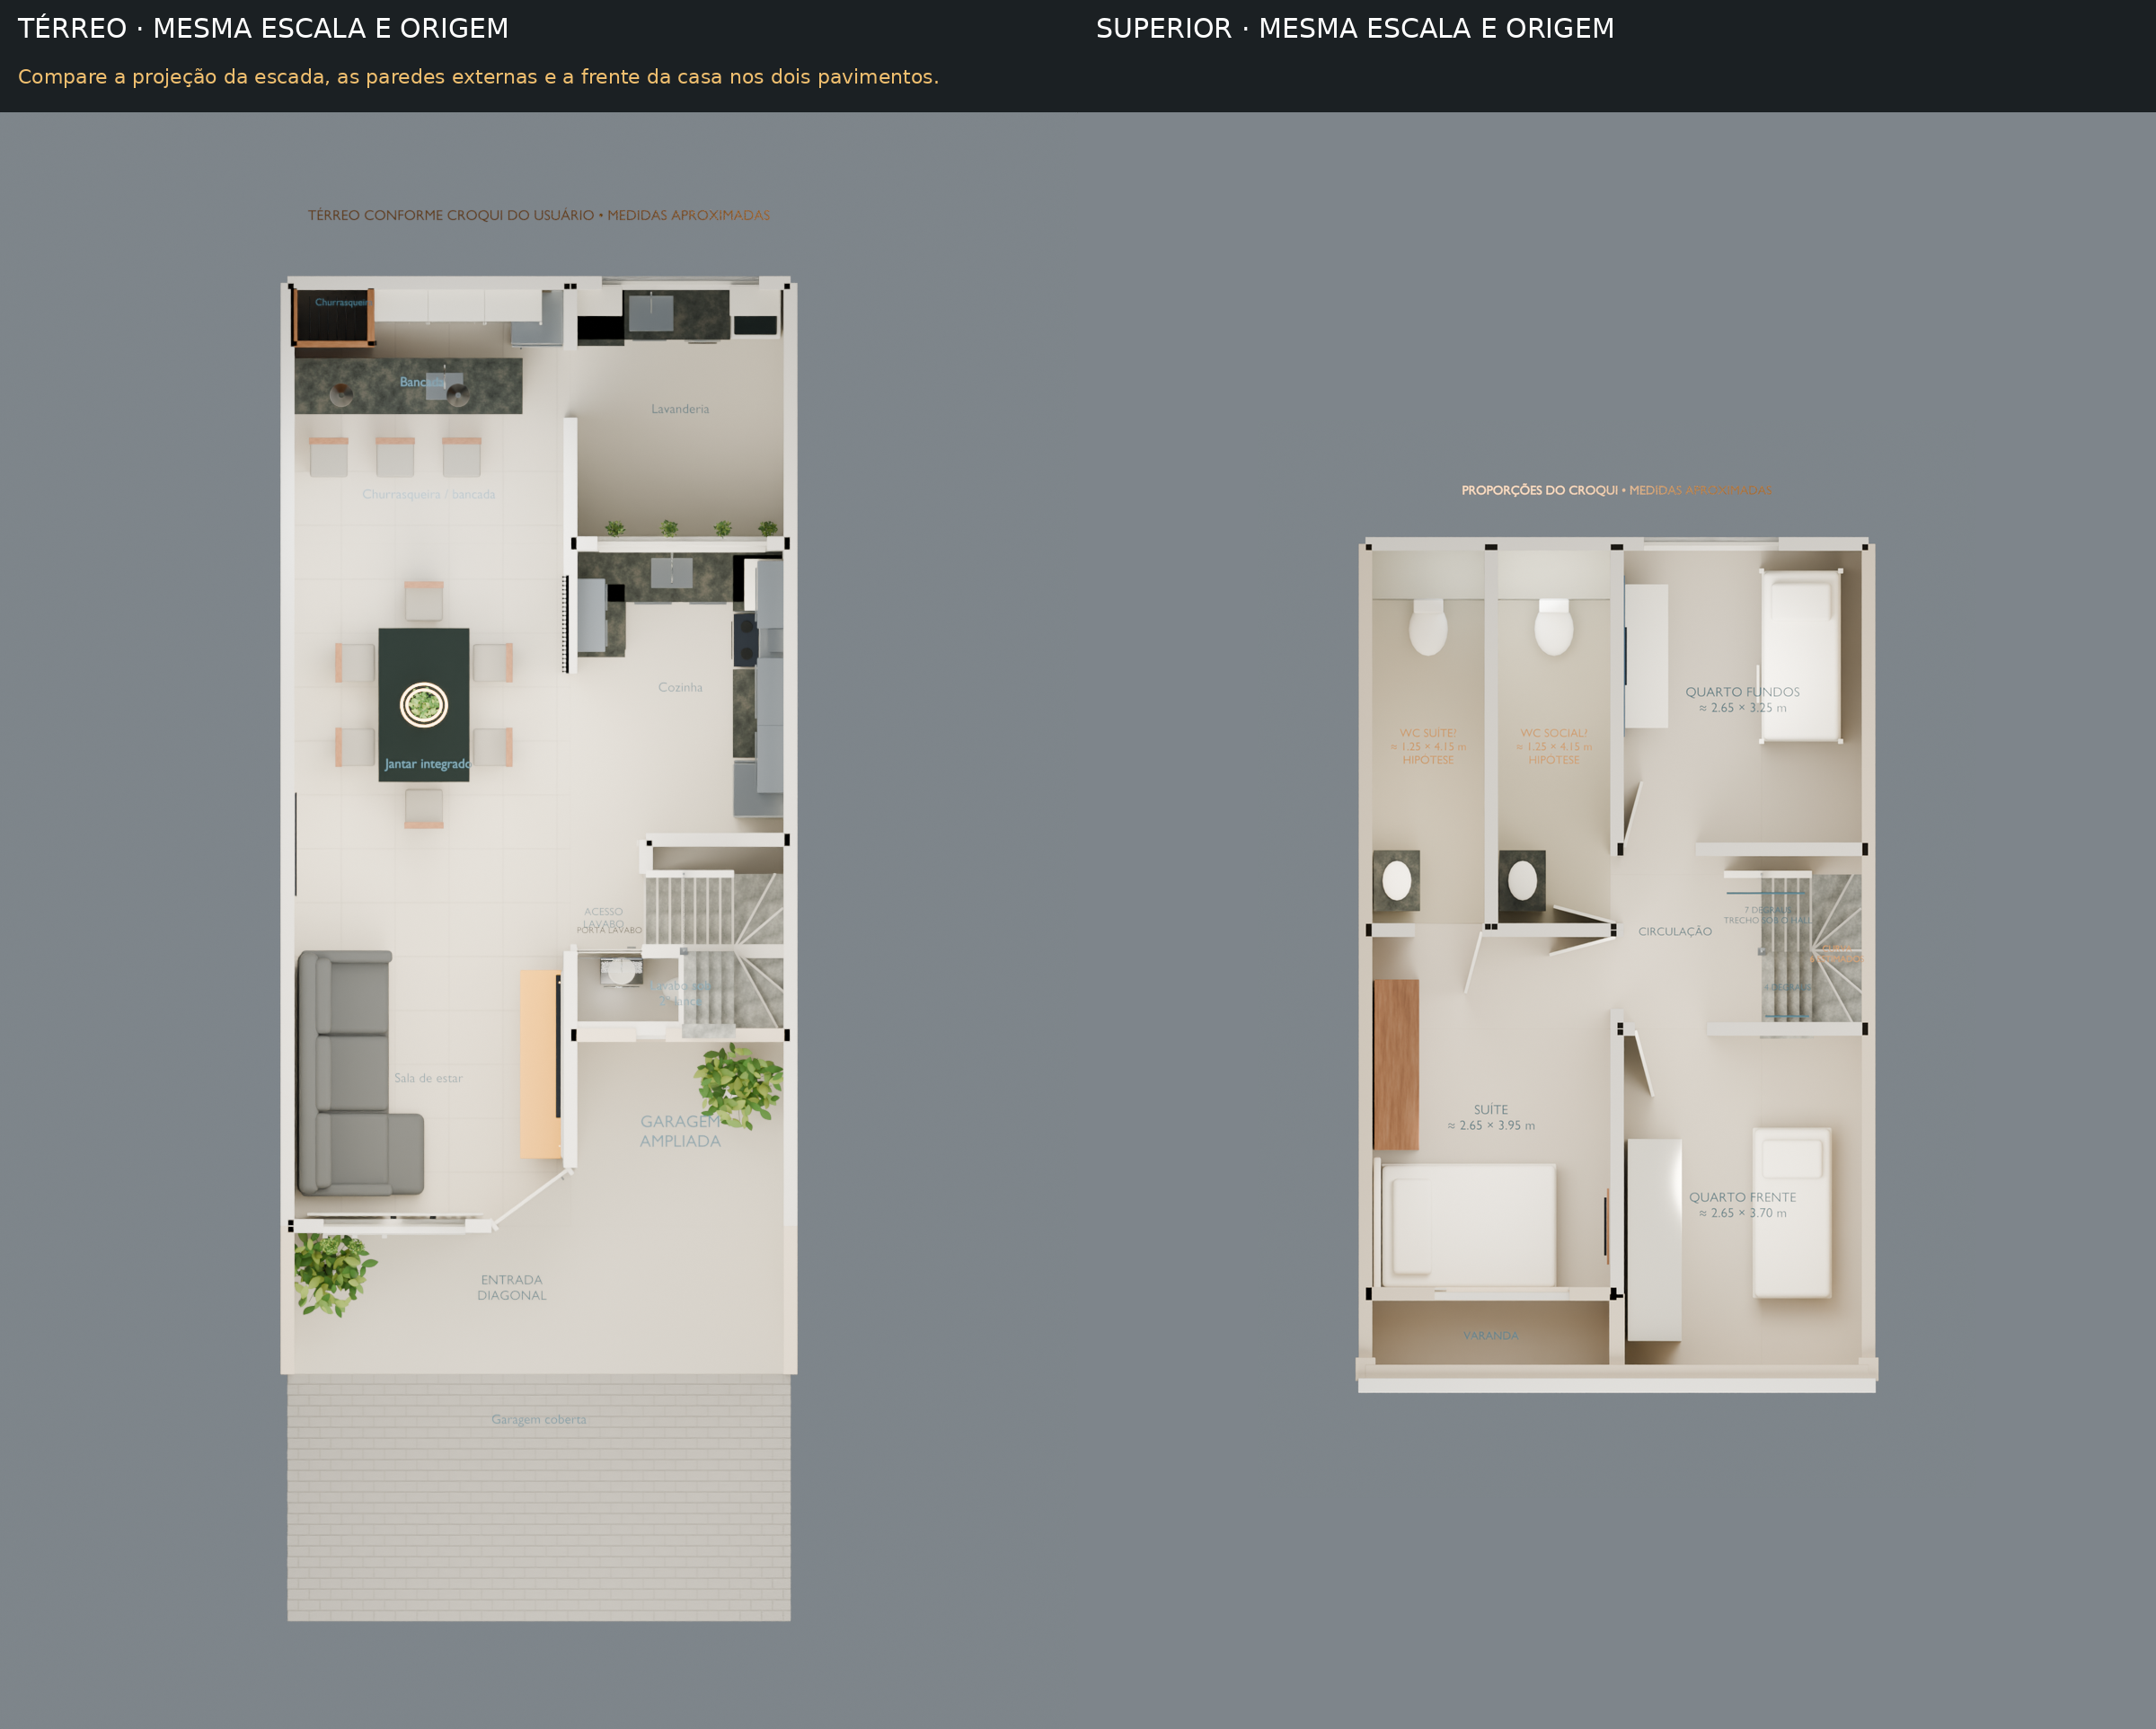 TÉRREO · MESMA ESCALA E ORIGEM
SUPERIOR · MESMA ESCALA E ORIGEM
Compare a projeção da escada, as paredes externas e a frente da casa nos dois pavimentos.
TÉRREO CONFORME CROQUI DO USUÁRIO • MEDIDAS APROXIMADAS
Churrasqueir
Bancada
Lavanderia
Churrasqueira / bancada
Cozinha
Jantar integrado
ACESSO
LAVABO
PORTA LAVABO
Sala de estar
GARAGEM
AMPLIADA
ENTRADA
DIAGONAL
Garagem coberta
PROPORÇÕES DO CROQUI • MEDIDAS APROXIMADAS
QUARTO FUNDOS
≈ 2.65 × 3.25 m
WC SUÍTE?
≈ 1.25 × 4.15 m
HIPÓTESE
WC SOCIAL?
≈ 1.25 × 4.15 m
HIPÓTESE
7 DEGRAUS
CIRCULAÇÃO
SUÍTE
≈ 2.65 × 3.95 m
QUARTO FRENTE
≈ 2.65 × 3.70 m
VARANDA